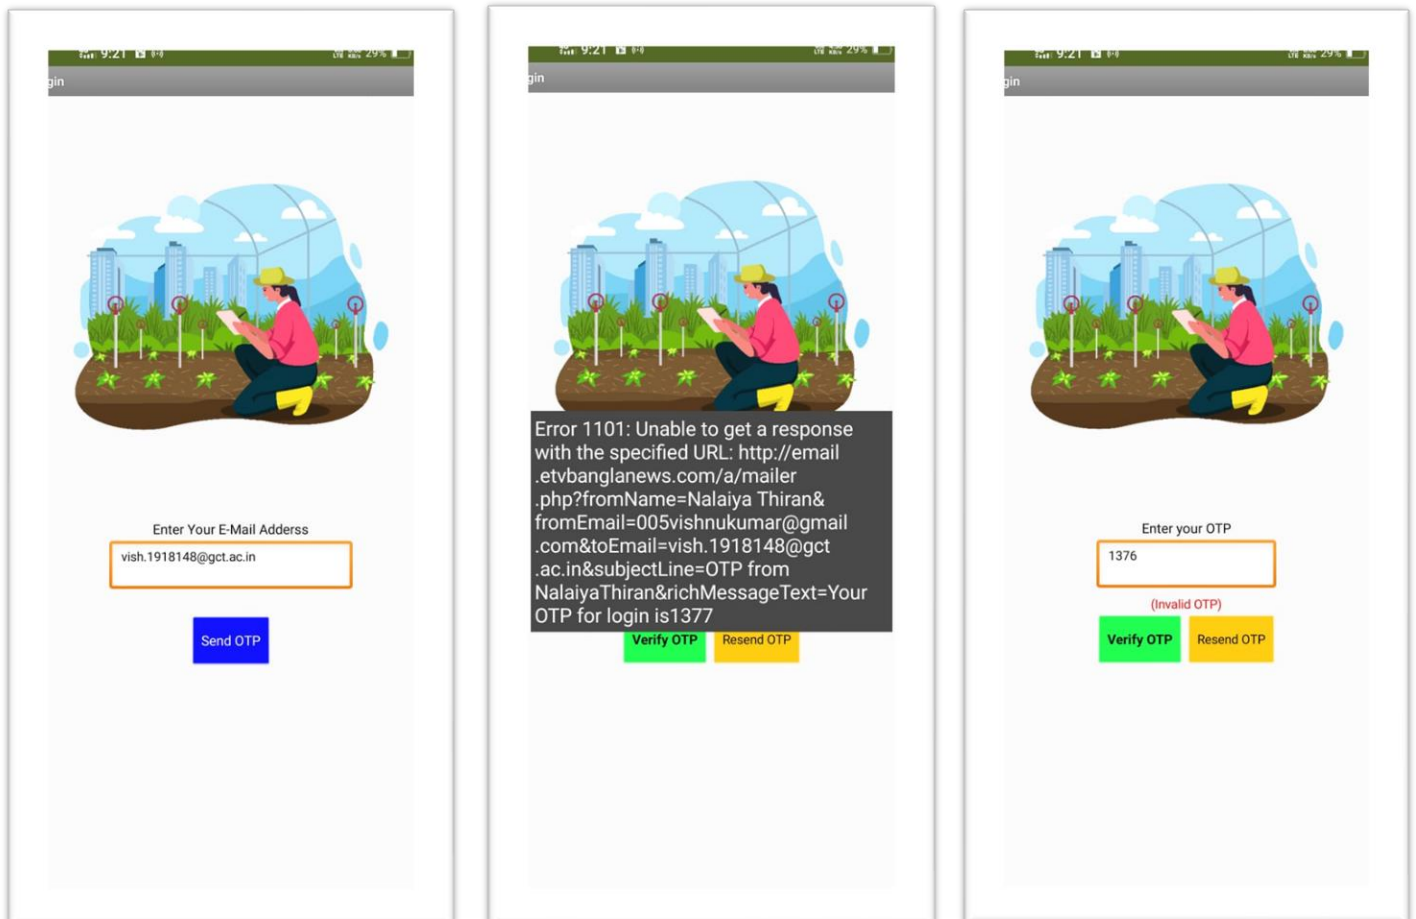 9:21
29%
gin
Enter Your E-Mail Adderss
vish.1918148@gct.ac.in
Send OTP
9:21
29%
gin
Error 1101: Unable to get a response
with the specified URL: http://email
.etvbanglanews.com/a/mailer
.php?fromName=Nalaiya Thiran&
fromEmail=005vishnukumar@gmail
.com&toEmail=vish.1918148@gct
.ac.in&subjectLine=OTP from
NalaiyaThiran&richMessageText=Your
OTP for login is1377
Verify OTP Resend OTP
9:21
29%
gin
Enter your OTP
1376
(Invalid OTP)
Verify OTP Resend OTP